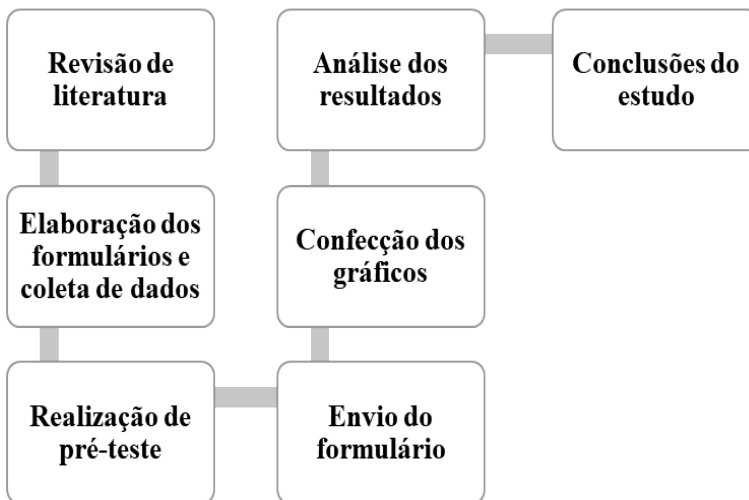 Revisão de
literatura
Elaboração dos
formulários e
coleta de dados
Realização de
pré-teste
Envio do
formulário
Confecção dos
gráficos
Análise dos
resultados
Conclusões do
estudo